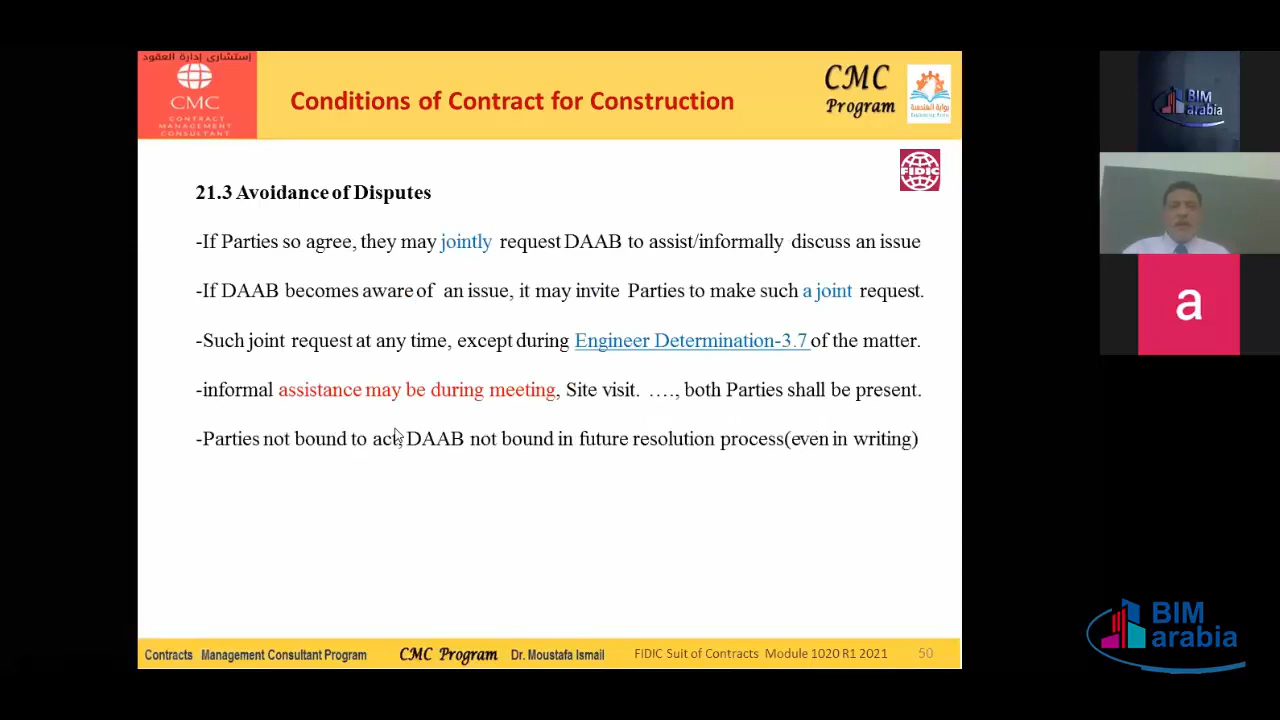 إستشارى إدارة العقود
CMC
CONTRACT
MANAGEMENT
CONSULTANT
Conditions of Contract for Construction
CMC
Program
بوابة الهندسة
FIDIC
21.3 Avoidance of Disputes
-If Parties so agree, they may jointly request DAAB to assist/informally discuss an issue
-If DAAB becomes aware of an issue, it may invite Parties to make such a joint request.
-Such joint request at any time, except during Engineer Determination-3.7 of the matter.
-informal assistance may be during meeting, Site visit. …., both Parties shall be present.
-Parties not bound to act, DAAB not bound in future resolution process(even in writing)
Contracts Management Consultant Program CMC Program Dr. Moustafa Ismail FIDIC Suit of Contracts Module 1020 R1 2021 50
BIM
arabia
a
BIM
arabia